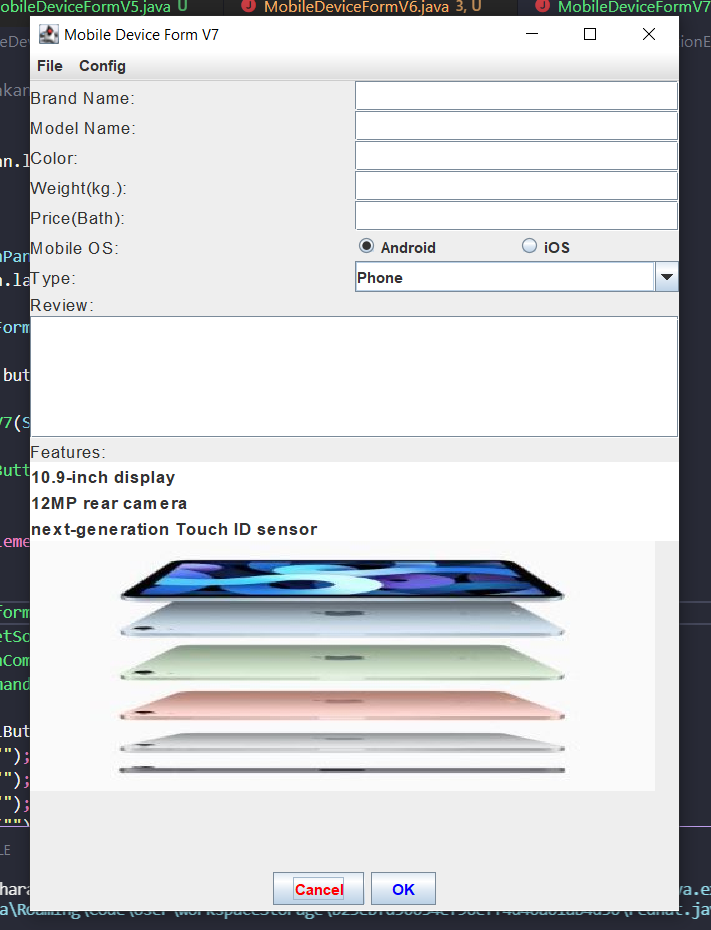 obileDeviceFormV5.java U
MobileDeviceFormV6.java 3, U
MobileDeviceFormV7
Mobile Device Form V7
File Config
Brand Name:
Model Name:
Color:
Weight(kg.):
Price(Bath):
Mobile OS: Android iOS
Type: Phone
Review:
Features:
10.9-inch display
12MP rear camera
next-generation Touch ID sensor
Cancel OK